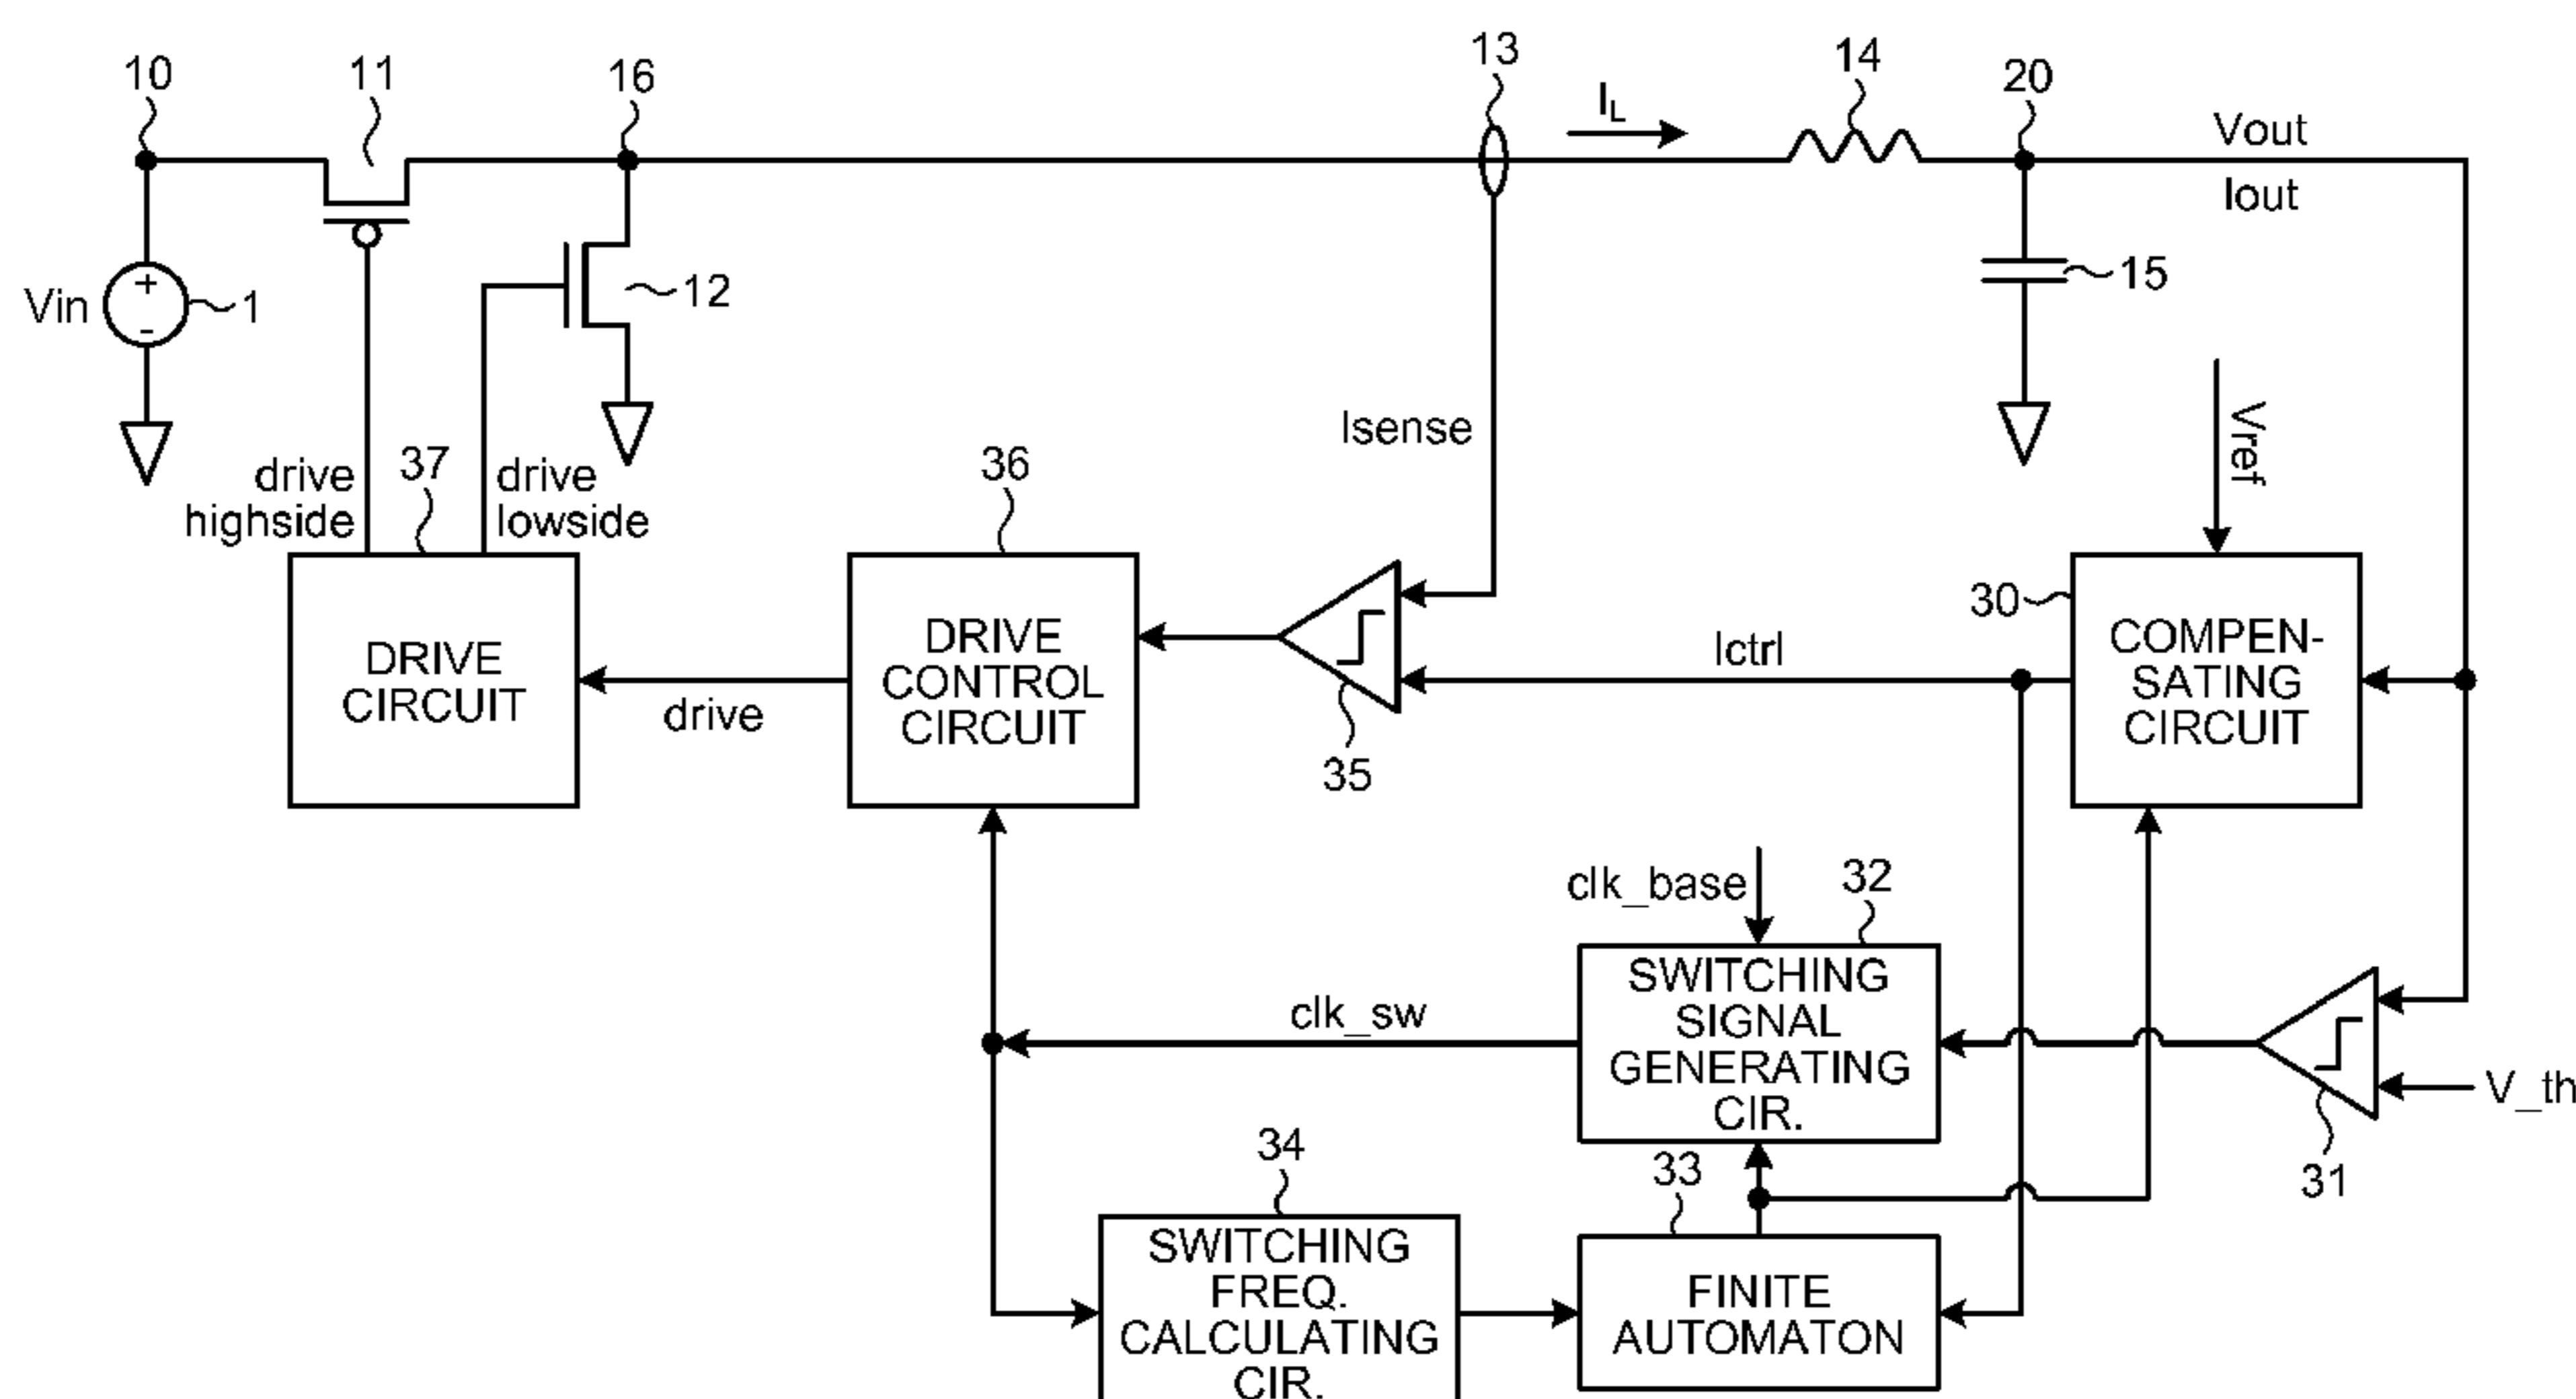 10
11
16
13
14
20
I_L
Vout
Iout
Vin
+
-
1
12
15
Vref
Isense
drive
highside
37
drive
lowside
36
30
DRIVE
CIRCUIT
drive
DRIVE
CONTROL
CIRCUIT
35
Ictrl
COMPEN-
SATING
CIRCUIT
clk_base
32
SWITCHING
SIGNAL
GENERATING
CIR.
clk_sw
V_th
31
34
33
SWITCHING
FREQ.
CALCULATING
CIR.
FINITE
AUTOMATON